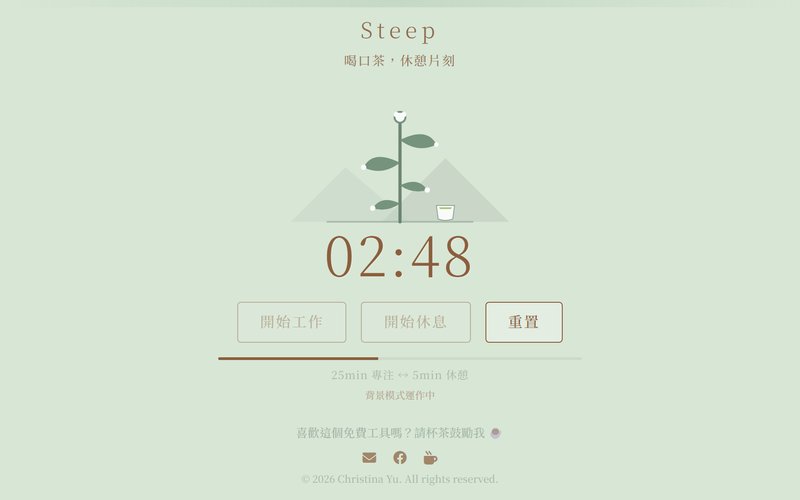 Steep
喝口茶，休憩片刻
02:48
開始工作
開始休息
重置
25min 專注 ↔ 5min 休憩
背景模式運作中
喜歡這個免費工具嗎？請杯茶鼓勵我
© 2026 Christina Yu. All rights reserved.